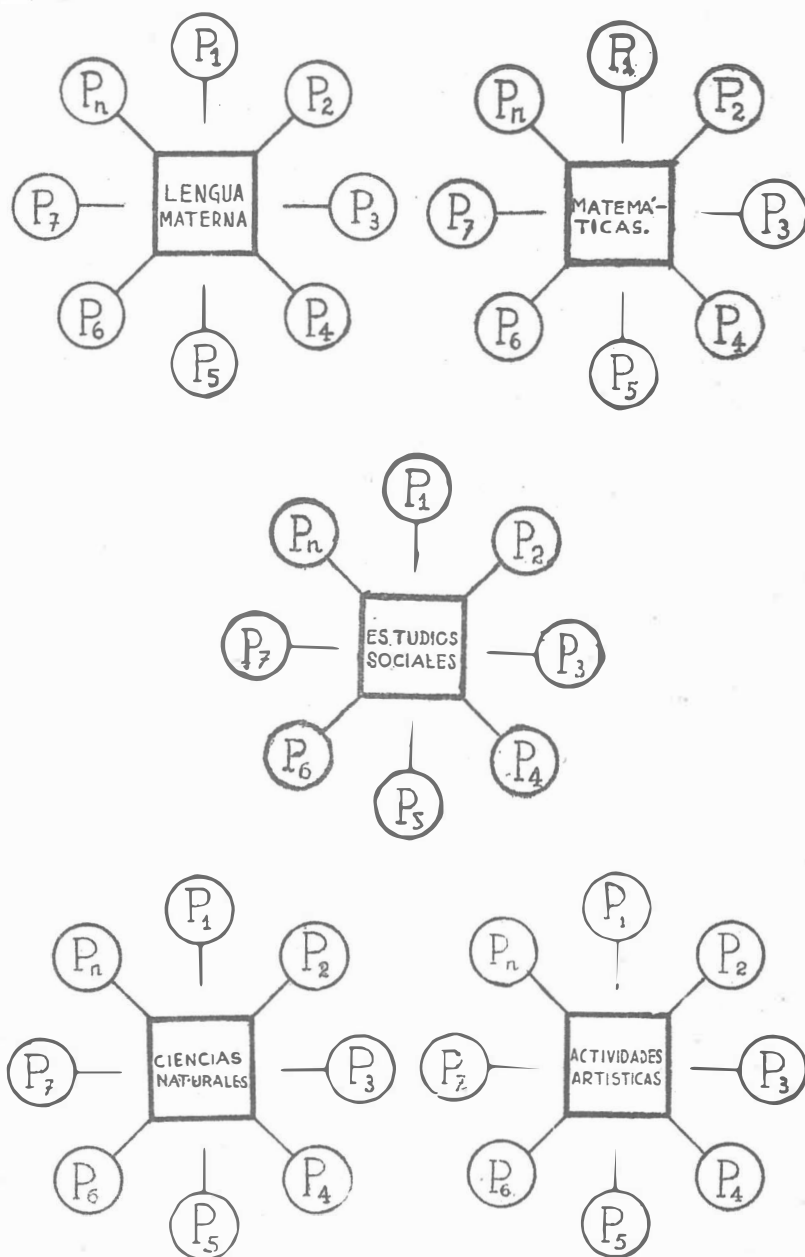 P1
Pn P2
LENGUA
MATERNA
P7 P3
P6 P4
P5
P1
Pn P2
MATEMÁ-
TICAS.
P7 P3
P6 P4
P5
P1
Pn P2
ESTUDIOS
SOCIALES
P7 P3
P6 P4
P5
P1
Pn P2
CIENCIAS
NATURALES
P7 P3
P6 P4
P5
P1
Pn P2
ACTIVIDADES
ARTISTICAS
P7 P3
P6 P4
P5